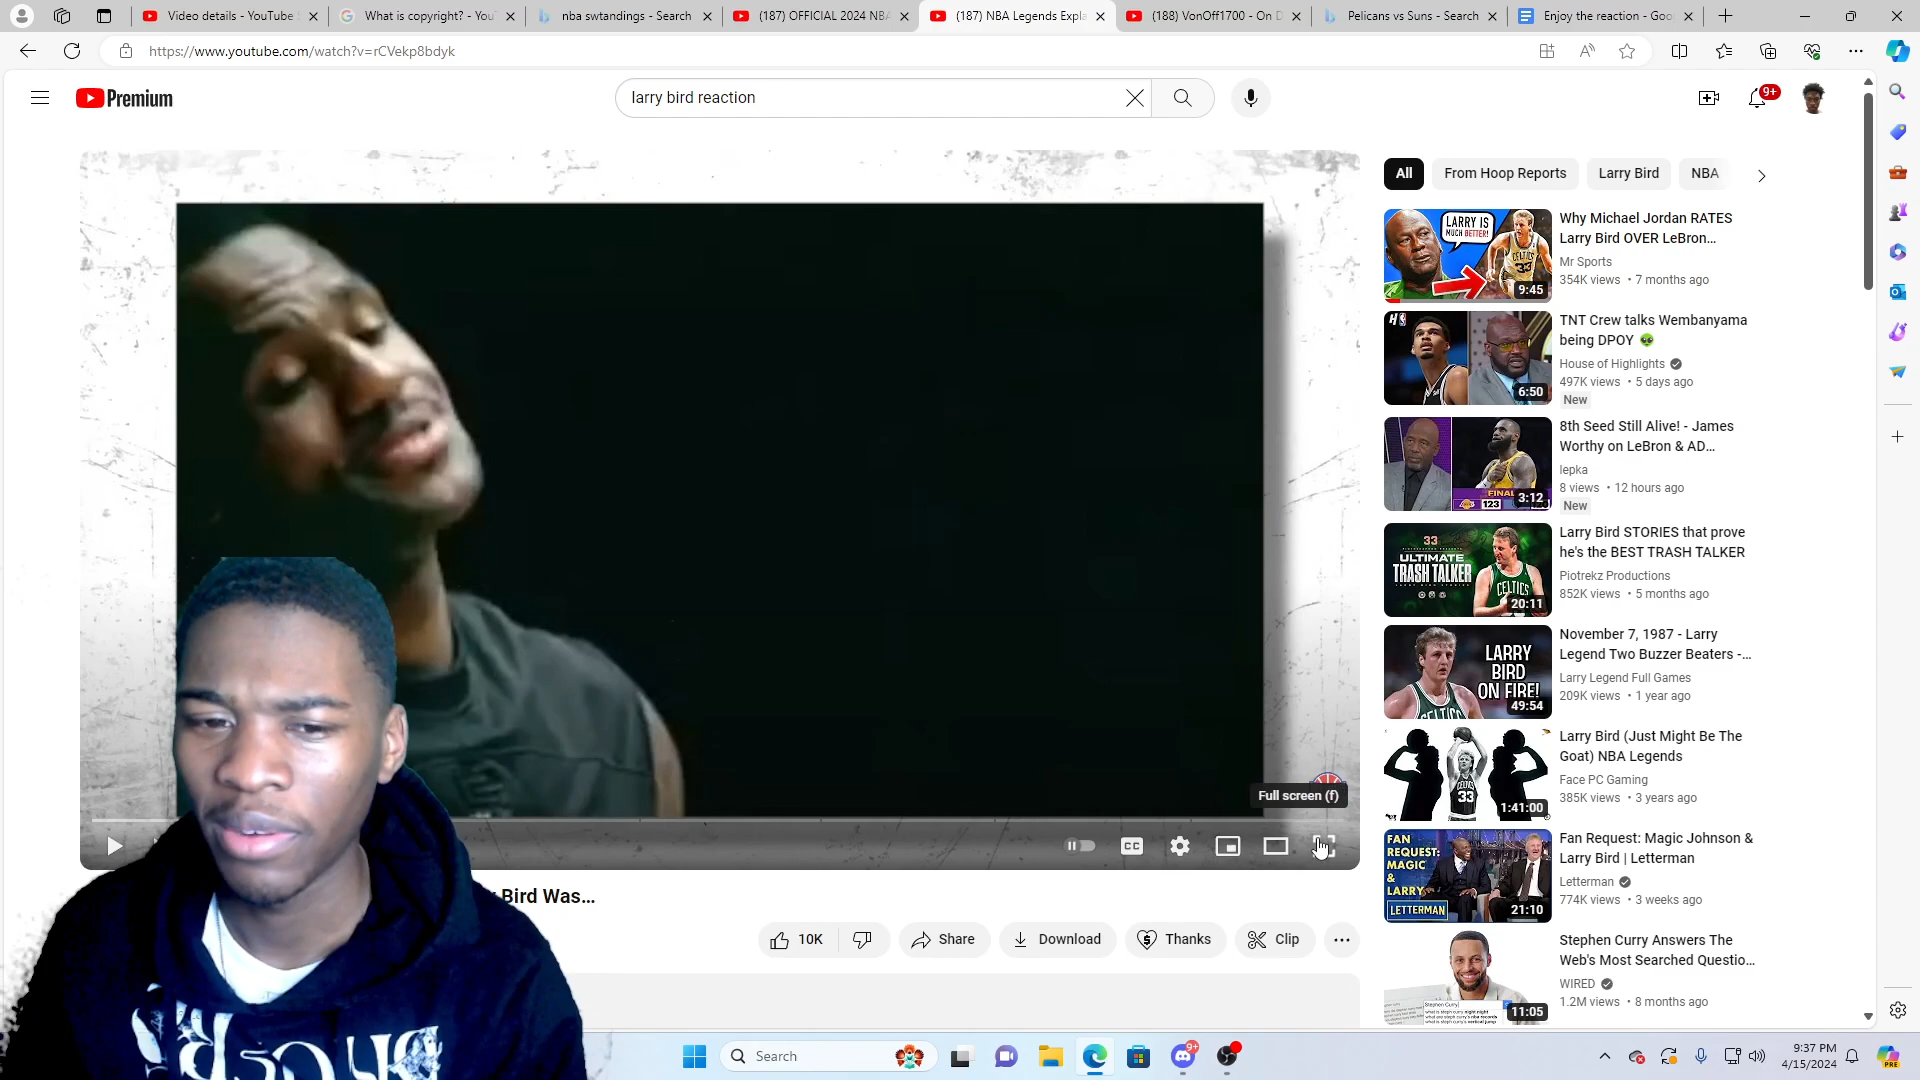 Video details - YouTube
What is copyright? - You
nba swtandings - Search
(187) OFFICIAL 2024 NBA
(187) NBA Legends Expla
(188) VonOff1700 - On D
Pelicans vs Suns - Search
Enjoy the reaction - Goo
https://www.youtube.com/watch?v=rCVekp8bdyk
Premium
larry bird reaction
9+
All
From Hoop Reports
Larry Bird
NBA
LARRY IS MUCH BETTER!
9:45
Why Michael Jordan RATES
Larry Bird OVER LeBron...
Mr Sports
354K views • 7 months ago
6:50
TNT Crew talks Wembanyama
being DPOY
House of Highlights
497K views • 5 days ago
New
FINAL
123
3:12
8th Seed Still Alive! - James
Worthy on LeBron & AD...
lepka
8 views • 12 hours ago
New
33
ULTIMATE
TRASH TALKER
CELTICS
20:11
Larry Bird STORIES that prove
he's the BEST TRASH TALKER
Piotrekz Productions
852K views • 5 months ago
LARRY
BIRD
ON FIRE!
49:54
November 7, 1987 - Larry
Legend Two Buzzer Beaters -...
Larry Legend Full Games
209K views • 1 year ago
33
1:41:00
Larry Bird (Just Might Be The
Goat) NBA Legends
Face PC Gaming
385K views • 3 years ago
FAN
REQUEST:
MAGIC
&
LARRY
LETTERMAN
21:10
Fan Request: Magic Johnson &
Larry Bird | Letterman
Letterman
774K views • 3 weeks ago
11:05
Stephen Curry Answers The
Web's Most Searched Questio...
WIRED
1.2M views • 8 months ago
Full screen (f)
CC
Bird Was...
10K
Share
Download
Thanks
Clip
Search
9+
9:37 PM
4/15/2024
PRE